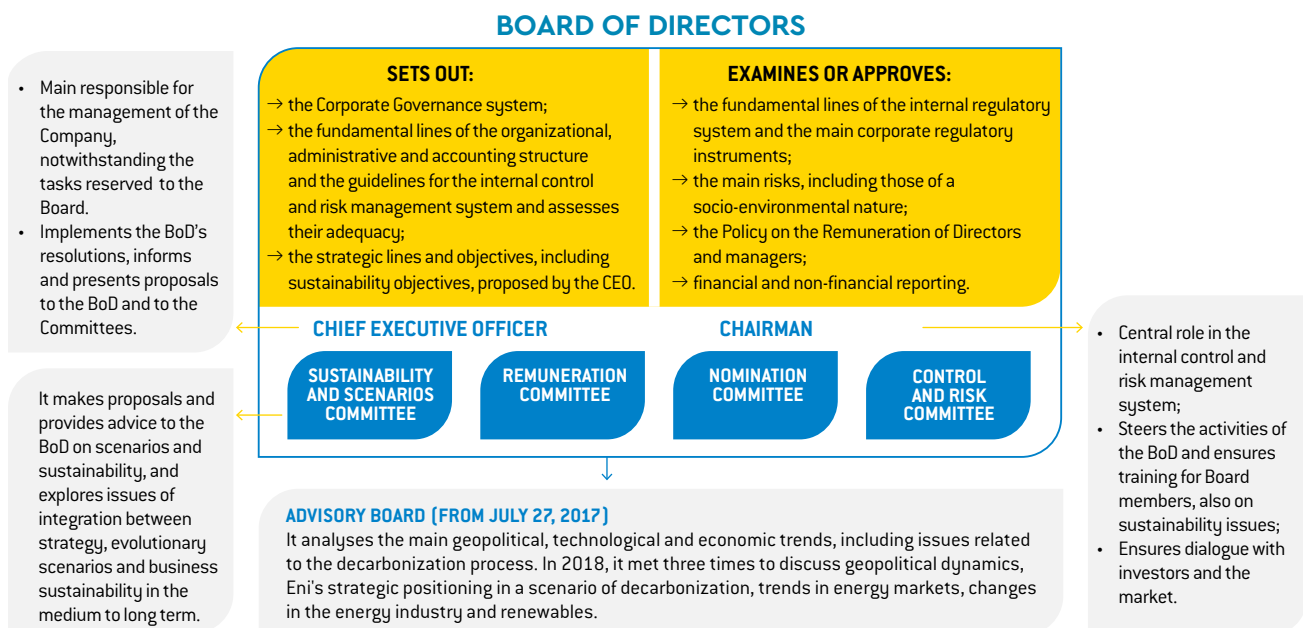 BOARD OF DIRECTORS
• Main responsible for
the management of the
Company,
notwithstanding the
tasks reserved to the
Board.
• Implements the BoD’s
resolutions, informs
and presents proposals
to the BoD and to the
Committees.
SETS OUT:
→ the Corporate Governance system;
→ the fundamental lines of the organizational,
administrative and accounting structure
and the guidelines for the internal control
and risk management system and assesses
their adequacy;
→ the strategic lines and objectives, including
sustainability objectives, proposed by the CEO.
EXAMINES OR APPROVES:
→ the fundamental lines of the internal regulatory
system and the main corporate regulatory
instruments;
→ the main risks, including those of a
socio-environmental nature;
→ the Policy on the Remuneration of Directors
and managers;
→ financial and non-financial reporting.
CHIEF EXECUTIVE OFFICER
CHAIRMAN
SUSTAINABILITY
AND SCENARIOS
COMMITTEE
REMUNERATION
COMMITTEE
NOMINATION
COMMITTEE
CONTROL
AND RISK
COMMITTEE
It makes proposals and
provides advice to the
BoD on scenarios and
sustainability, and
explores issues of
integration between
strategy, evolutionary
scenarios and business
sustainability in the
medium to long term.
• Central role in the
internal control and
risk management
system;
• Steers the activities of
the BoD and ensures
training for Board
members, also on
sustainability issues;
• Ensures dialogue with
investors and the
market.
ADVISORY BOARD (FROM JULY 27, 2017)
It analyses the main geopolitical, technological and economic trends, including issues related
to the decarbonization process. In 2018, it met three times to discuss geopolitical dynamics,
Eni's strategic positioning in a scenario of decarbonization, trends in energy markets, changes
in the energy industry and renewables.